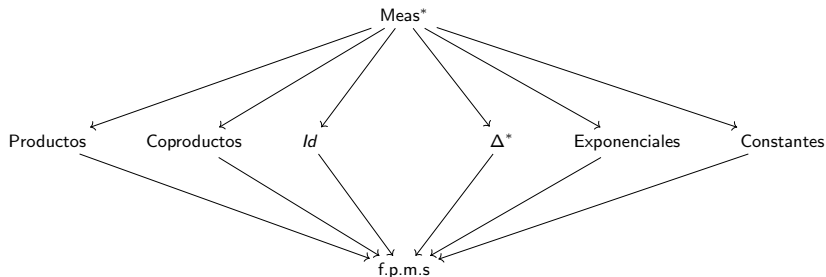 Meas*
Productos Coproductos Id Δ* Exponenciales Constantes
f.p.m.s